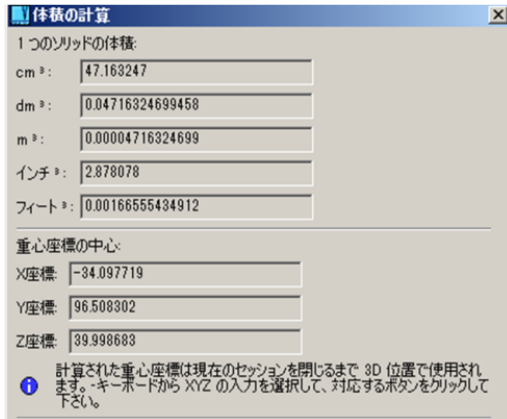 体積の計算
1 つのソリッドの体積:
cm ³: 47.163247
dm ³: 0.04716324699458
m ³: 0.00004716324699
インチ ³: 2.878078
フィート ³: 0.00166555434912
重心座標の中心:
X座標: -34.097719
Y座標: 96.508302
Z座標: 39.998683
計算された重心座標は現在のセッションを閉じるまで 3D 位置で使用され
ます。-キーボードから XYZ の入力を選択して、対応するボタンをクリックして
下さい。